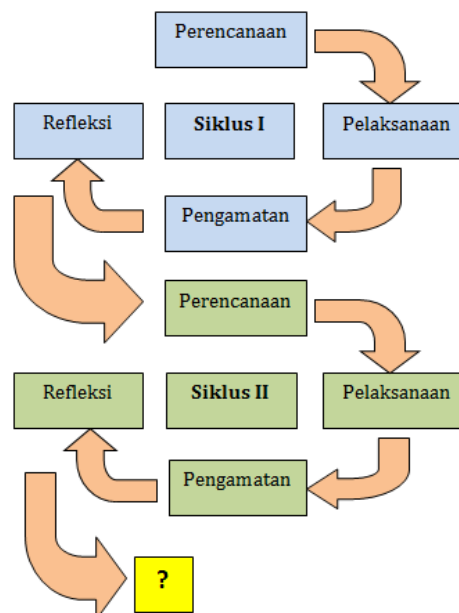 Perencanaan
Refleksi
Siklus I
Pelaksanaan
Pengamatan
Perencanaan
Refleksi
Siklus II
Pelaksanaan
Pengamatan
?